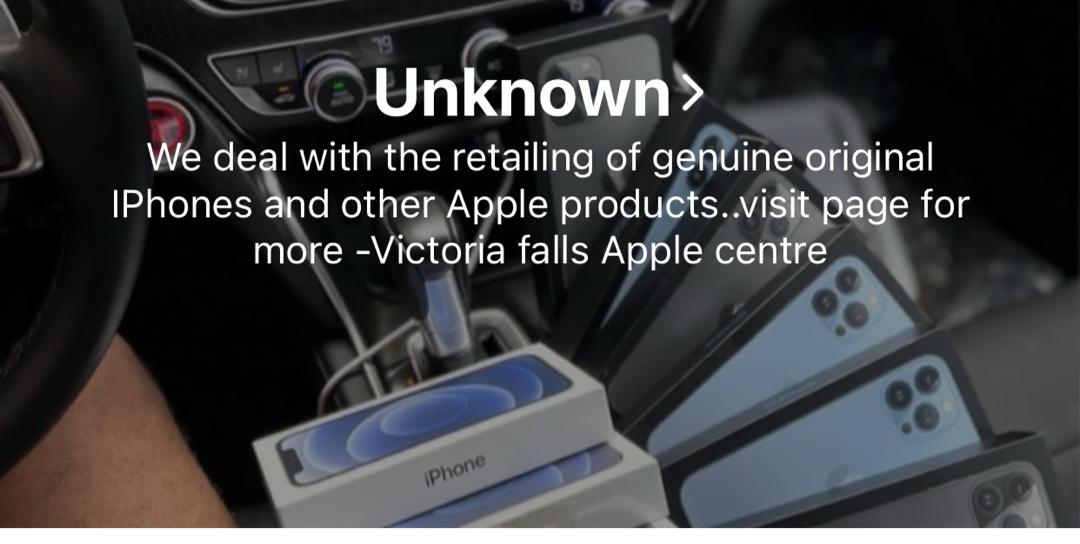 79
Unknown>
We deal with the retailing of genuine original
IPhones and other Apple products..visit page for
more -Victoria falls Apple centre
iPhone